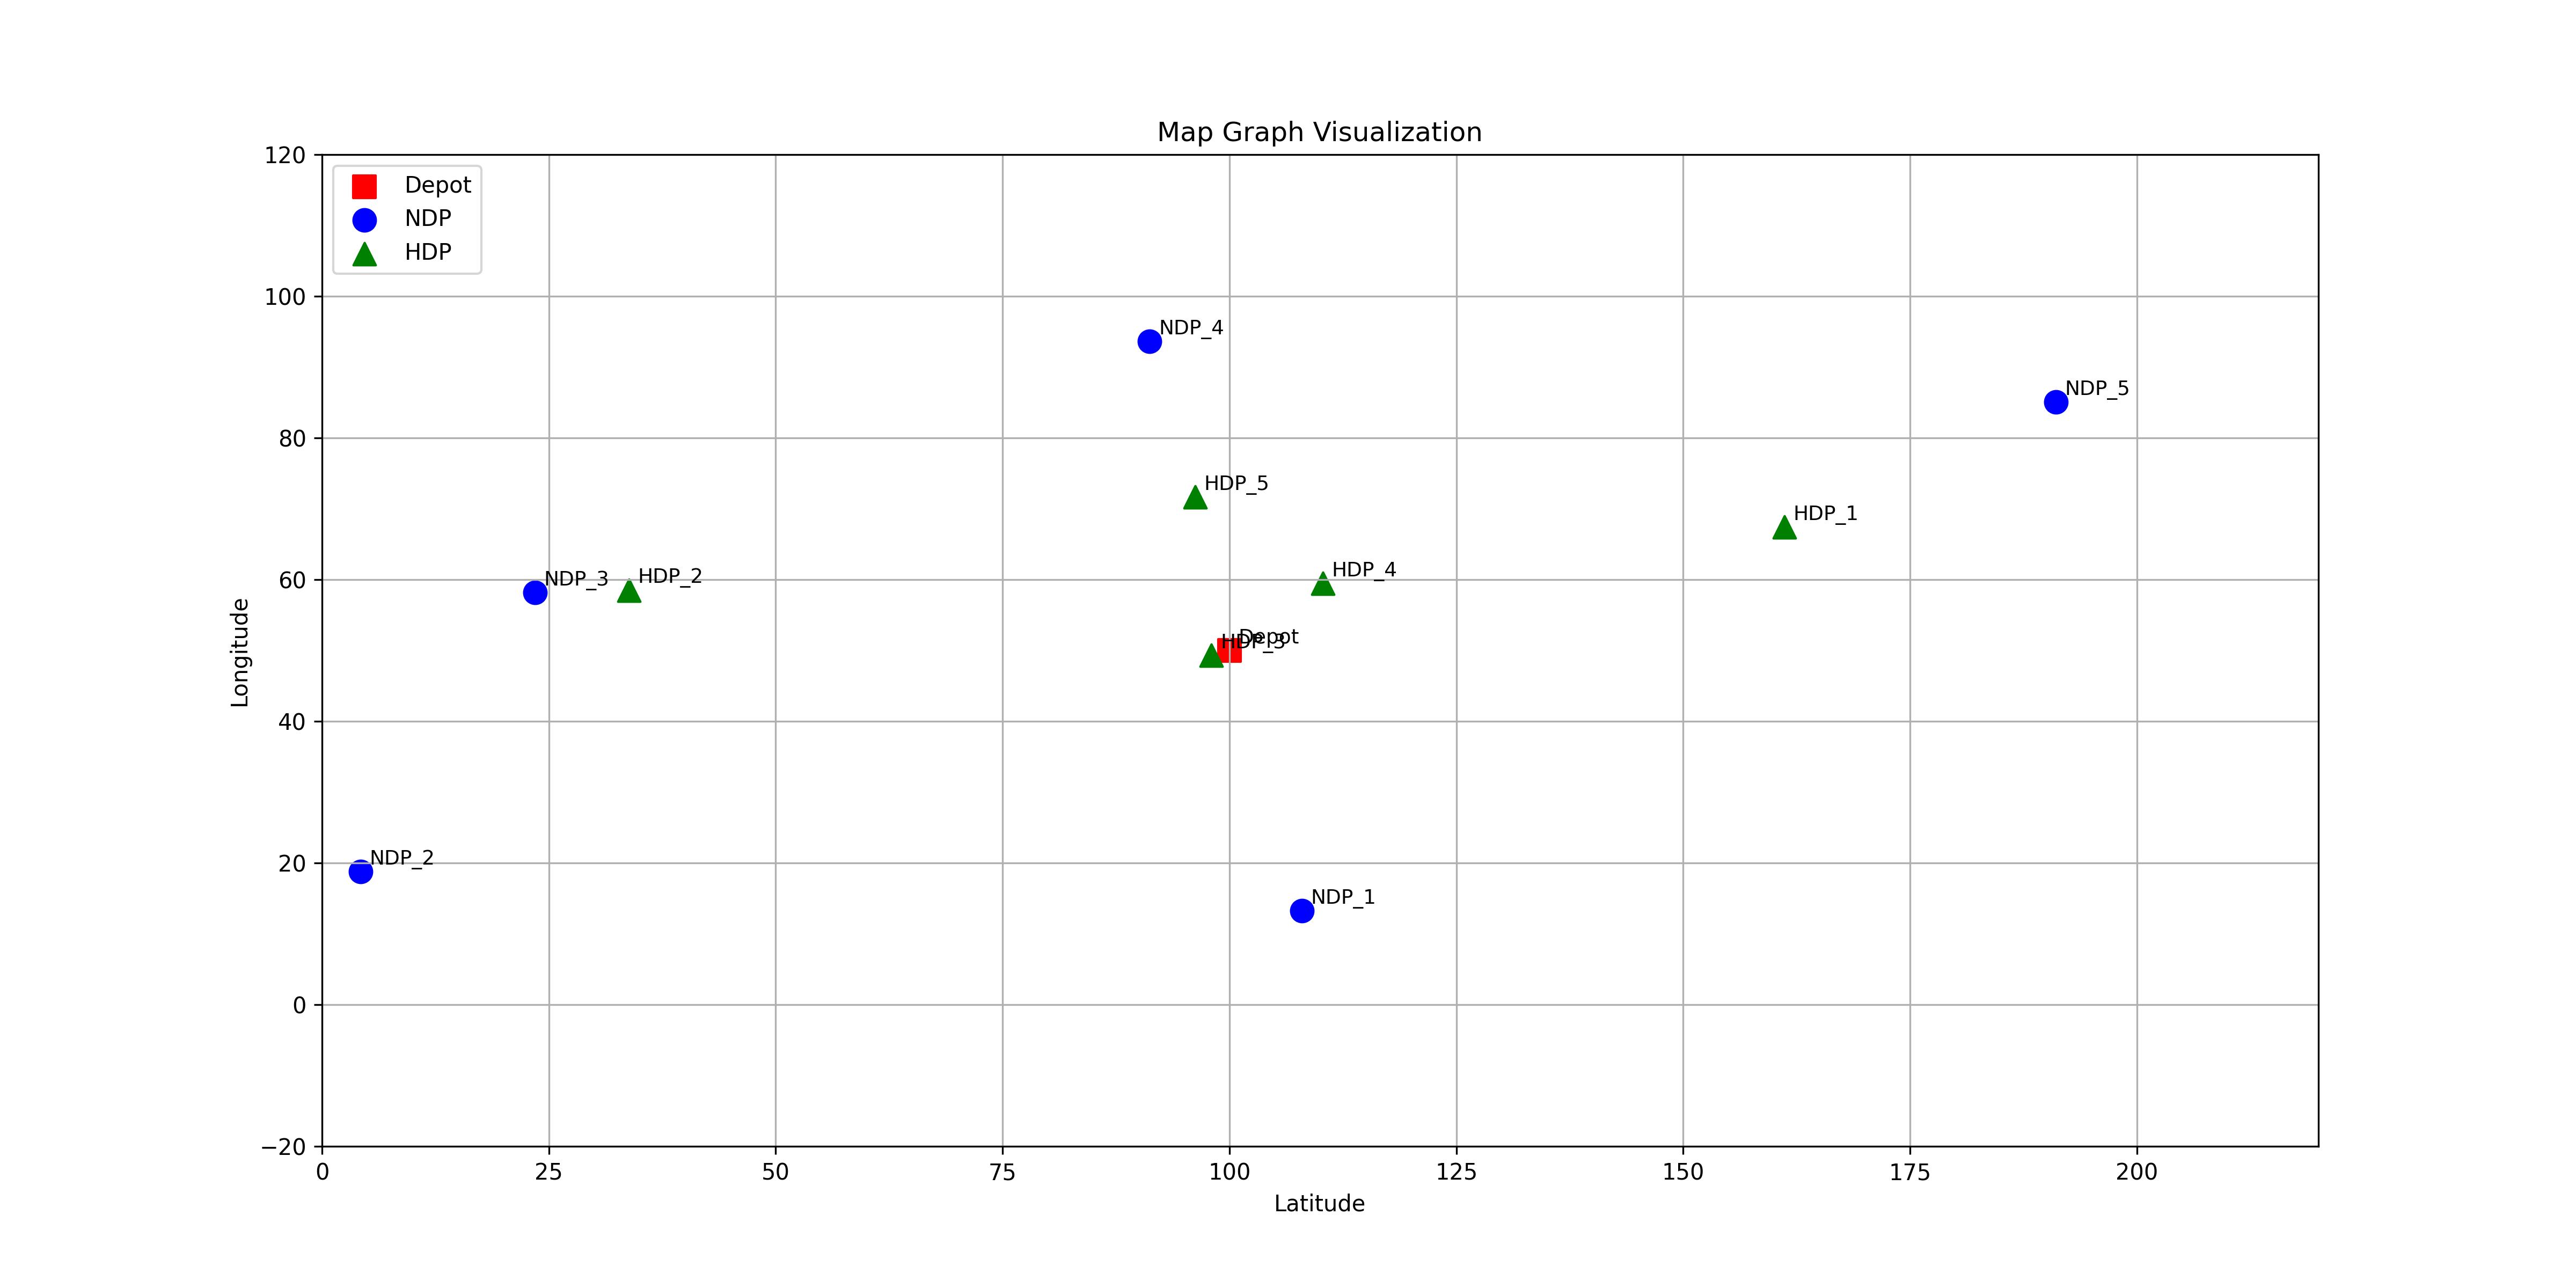 Map Graph Visualization
120
100
80
60
40
20
0
−20
Longitude
Depot
NDP
HDP
NDP_4
NDP_5
HDP_5
HDP_1
HDP_4
NDP_3
HDP_2
Depot
HDP_3
NDP_2
NDP_1
0 25 50 75 100 125 150 175 200
Latitude